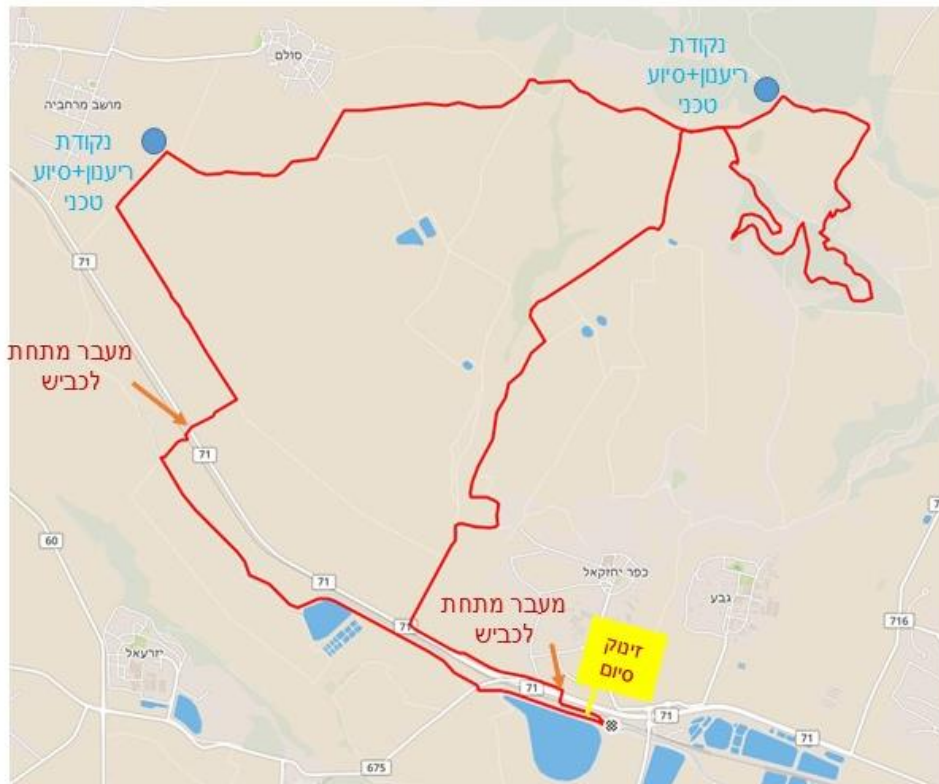 סולם
נקודת
ריענון+סיוע
טכני
מושב מרחביה
נקודת
ריענון+סיוע
טכני
71
מעבר מתחת
לכביש
71
60
71
כפר יחזקאל
גבע
מעבר מתחת
לכביש
71
716
זינוק
סיום
יזרעאל
71
71
71
675